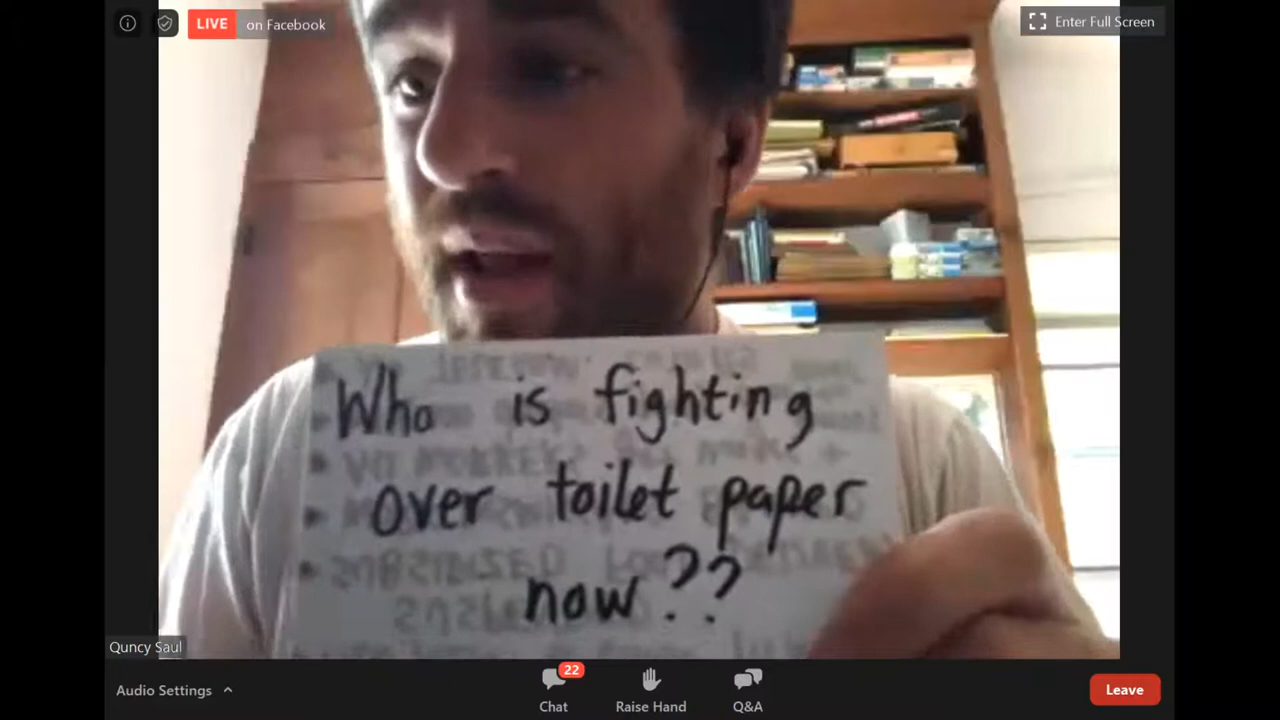 LIVE on Facebook
Enter Full Screen
Who is fighting
over toilet paper
now??
Quncy Saul
Audio Settings
22
Chat
Raise Hand
Q&A
Leave